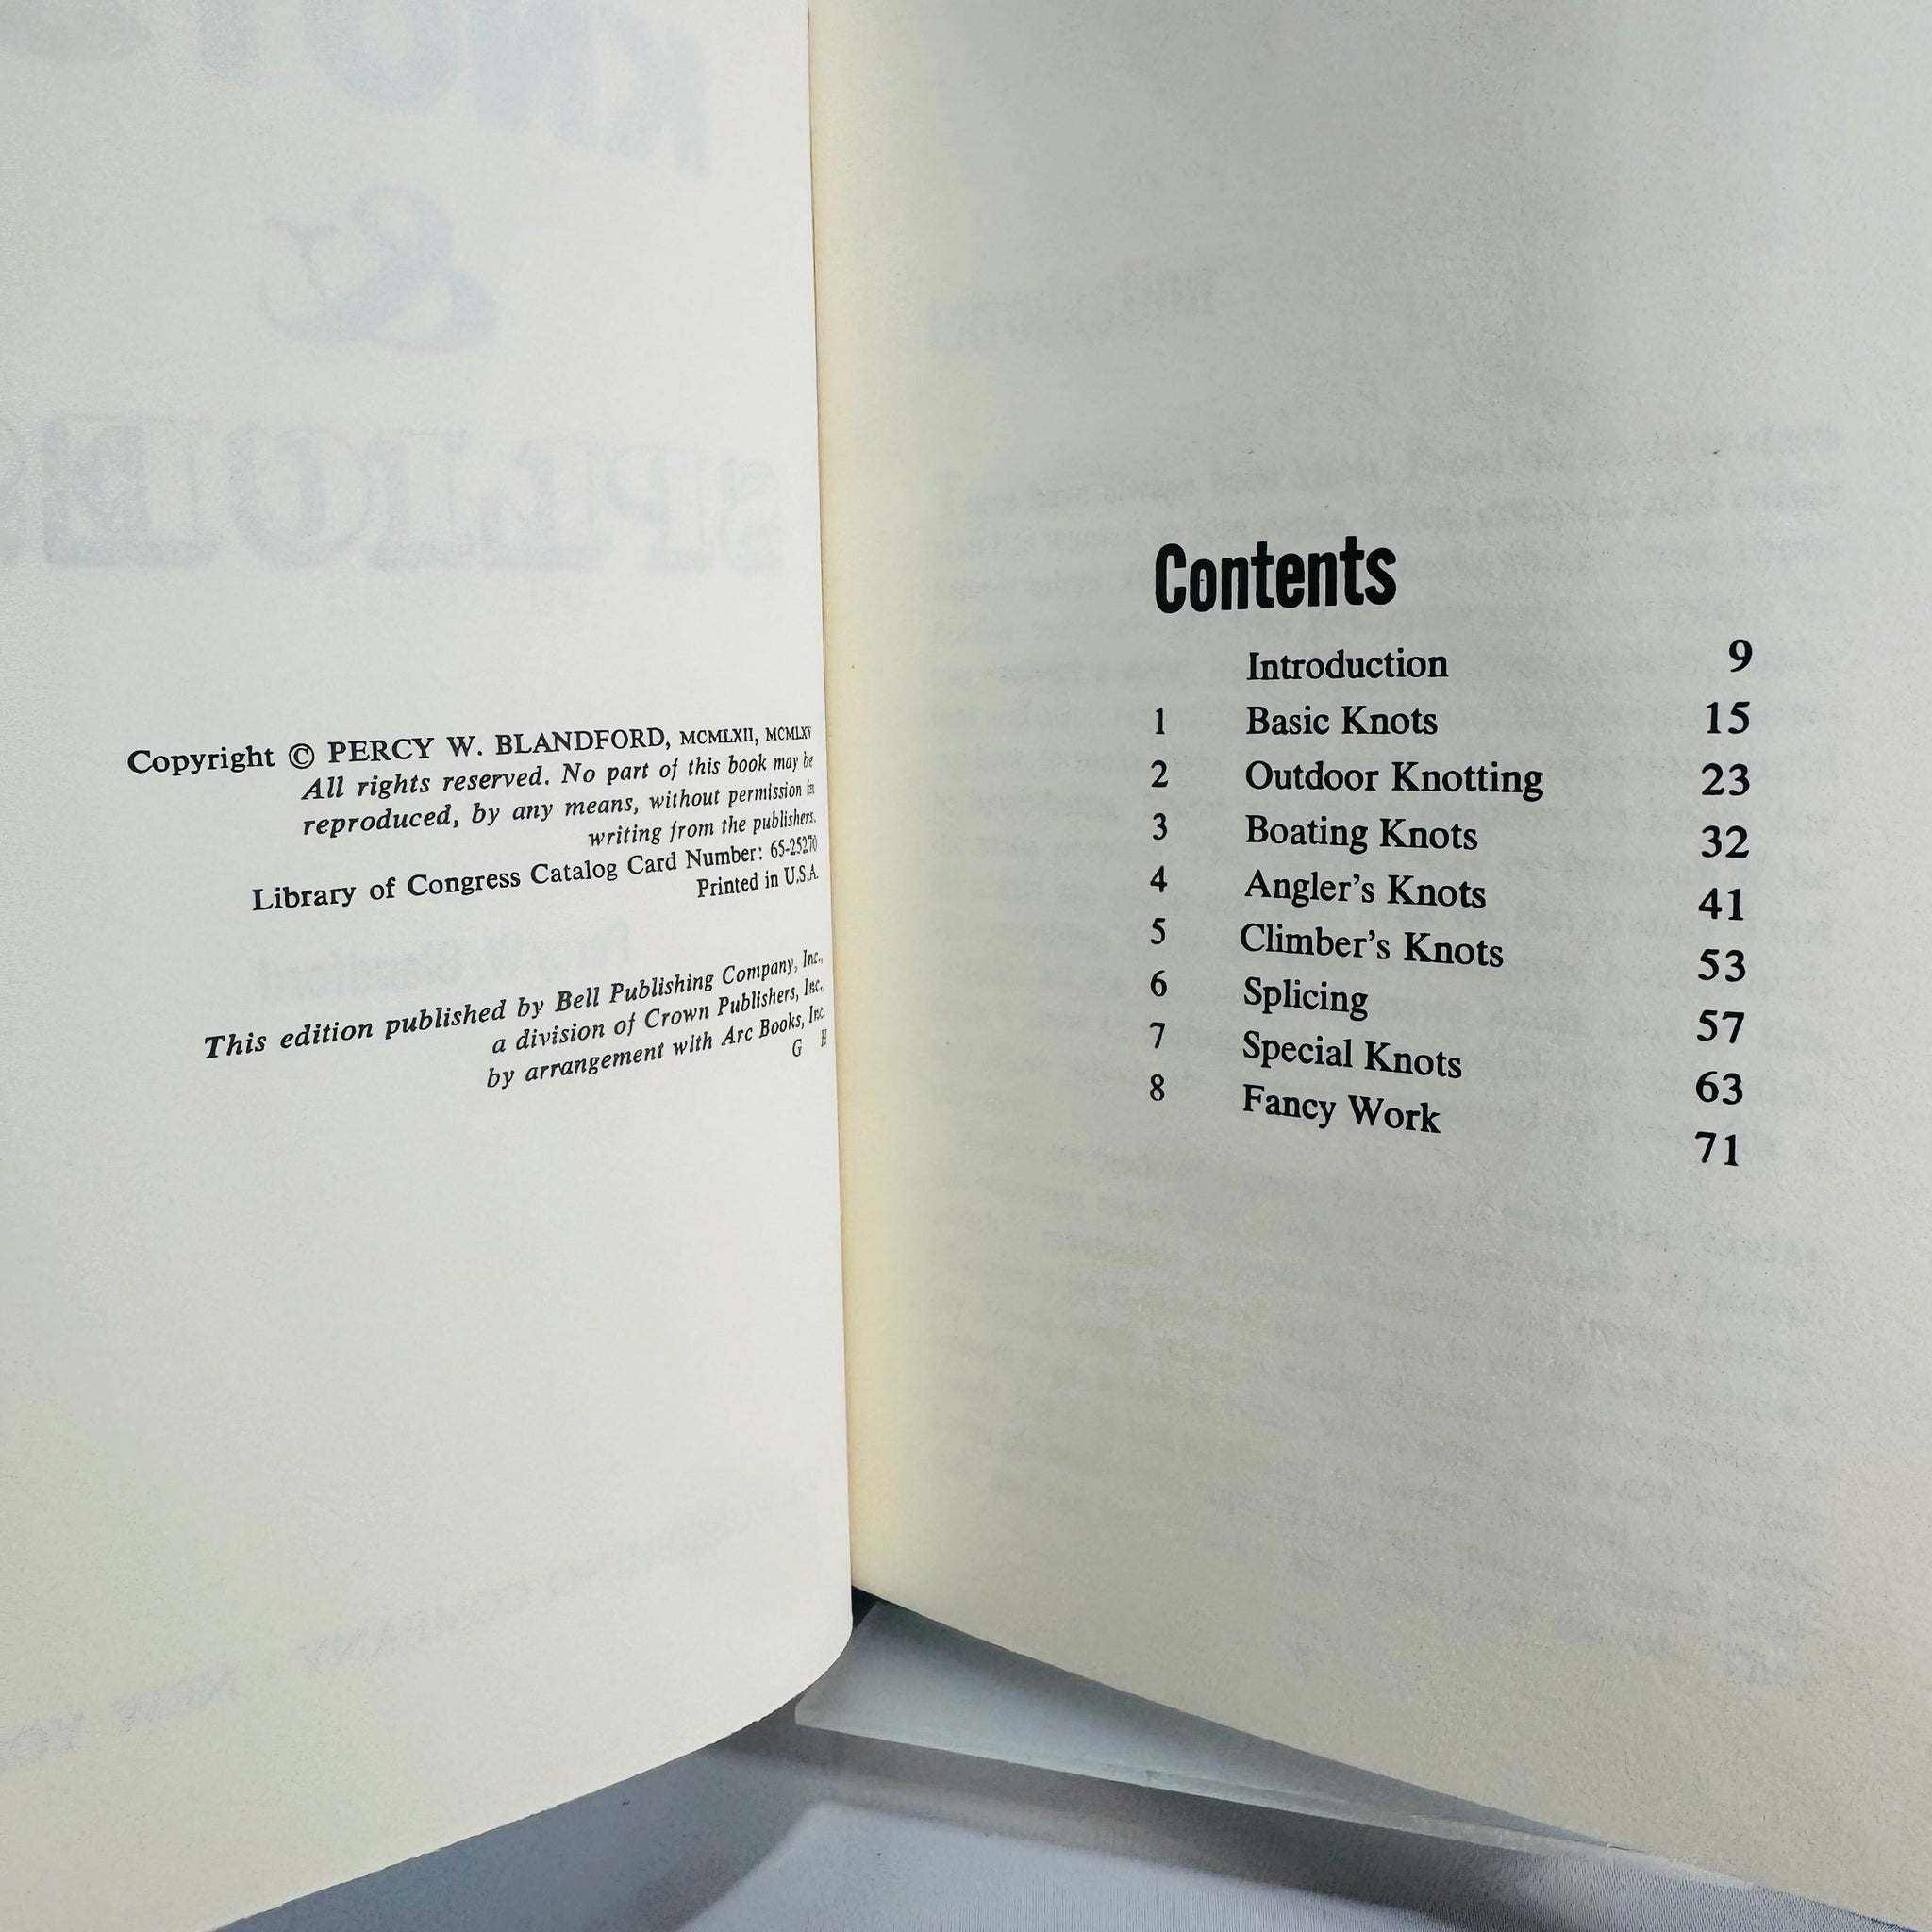 Copyright © PERCY W. BLANDFORD, MCMLXII, MCMLXV
All rights reserved. No part of this book may be
reproduced, by any means, without permission in
writing from the publishers.
Library of Congress Catalog Card Number: 65-25270
Printed in U.S.A.
This edition published by Bell Publishing Company, Inc.,
a division of Crown Publishers, Inc.,
by arrangement with Arc Books, Inc.
G H
Contents
Introduction 9
1 Basic Knots 15
2 Outdoor Knotting 23
3 Boating Knots 32
4 Angler's Knots 41
5 Climber's Knots 53
6 Splicing 57
7 Special Knots 63
8 Fancy Work 71